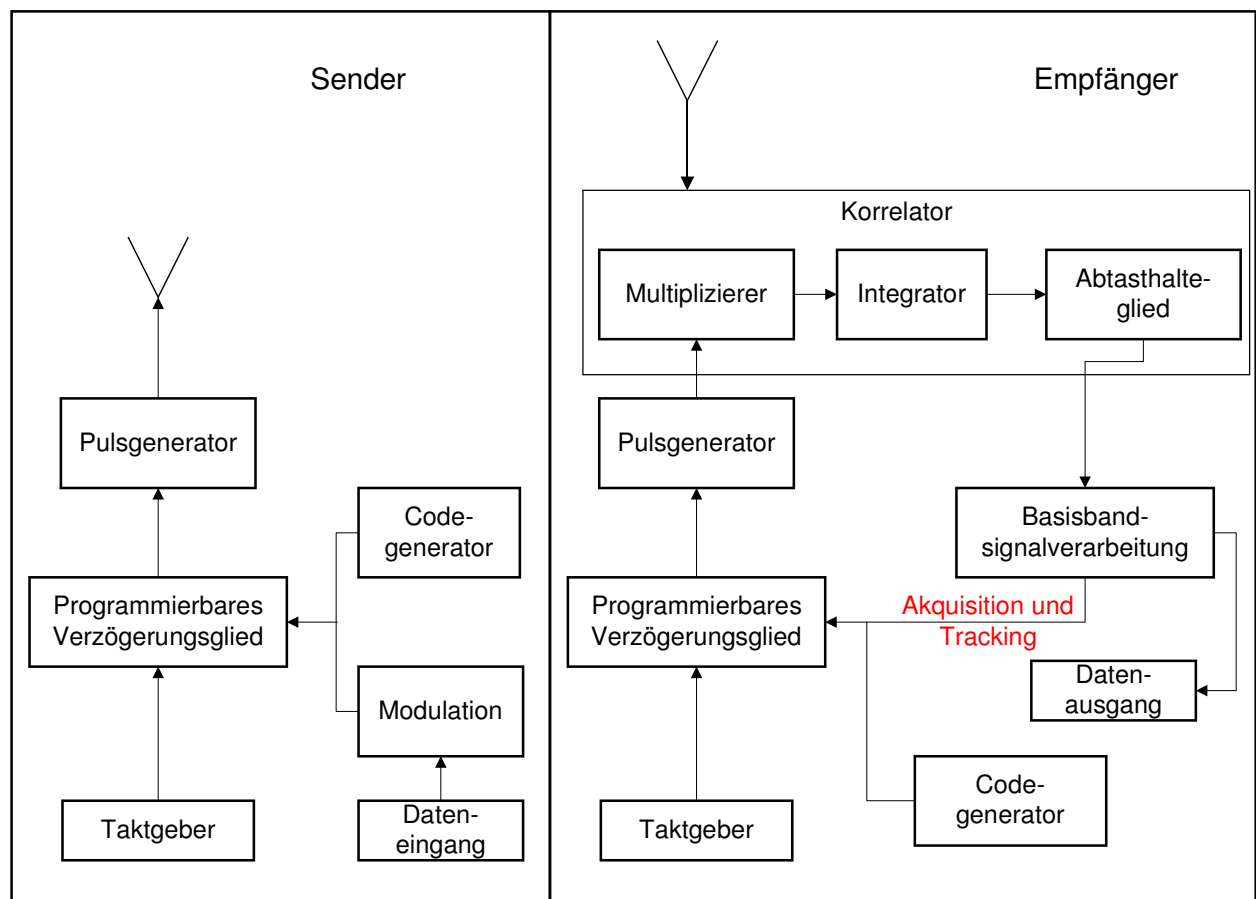 Sender
Pulsgenerator
Code-
generator
Programmierbares
Verzögerungsglied
Modulation
Taktgeber
Daten-
eingang
Empfänger
Korrelator
Multiplizierer
Integrator
Abtasthalte-
glied
Pulsgenerator
Basisband-
signalverarbeitung
Programmierbares
Verzögerungsglied
Akquisition und
Tracking
Daten-
ausgang
Taktgeber
Code-
generator